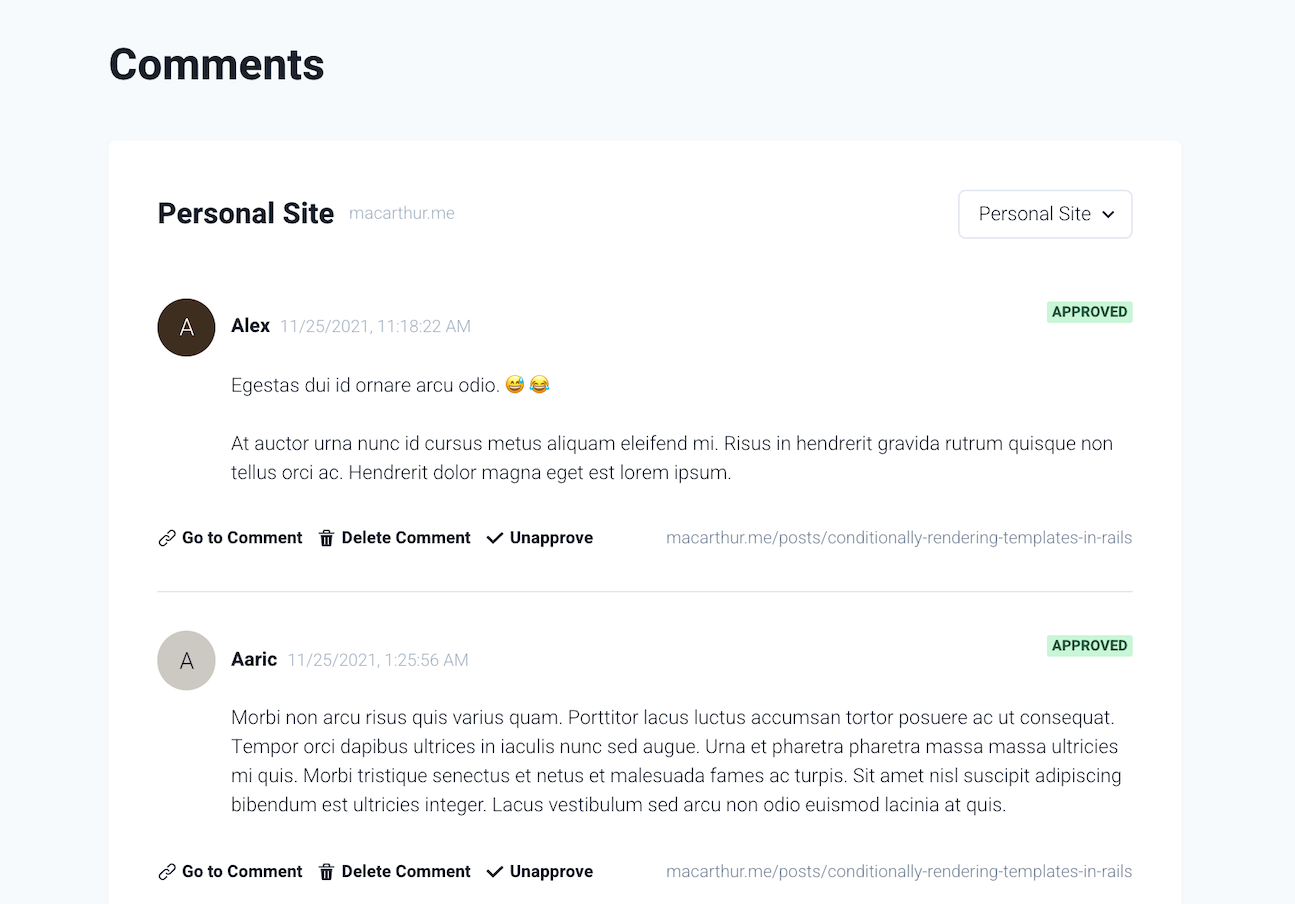 Comments
Personal Site macarthur.me Personal Site
A Alex 11/25/2021, 11:18:22 AM APPROVED
Egestas dui id ornare arcu odio. 😅 😂
At auctor urna nunc id cursus metus aliquam eleifend mi. Risus in hendrerit gravida rutrum quisque non
tellus orci ac. Hendrerit dolor magna eget est lorem ipsum.
Go to Comment Delete Comment Unapprove macarthur.me/posts/conditionally-rendering-templates-in-rails
A Aaric 11/25/2021, 1:25:56 AM APPROVED
Morbi non arcu risus quis varius quam. Porttitor lacus luctus accumsan tortor posuere ac ut consequat.
Tempor orci dapibus ultrices in iaculis nunc sed augue. Urna et pharetra pharetra massa massa ultricies
mi quis. Morbi tristique senectus et netus et malesuada fames ac turpis. Sit amet nisl suscipit adipiscing
bibendum est ultricies integer. Lacus vestibulum sed arcu non odio euismod lacinia at quis.
Go to Comment Delete Comment Unapprove macarthur.me/posts/conditionally-rendering-templates-in-rails